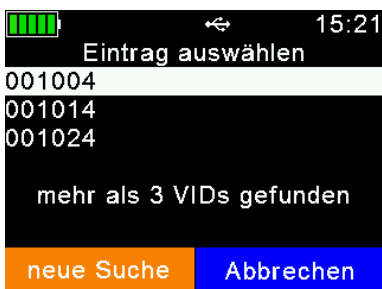 15:21
Eintrag auswählen
001004
001014
001024
mehr als 3 VIDs gefunden
neue Suche Abbrechen